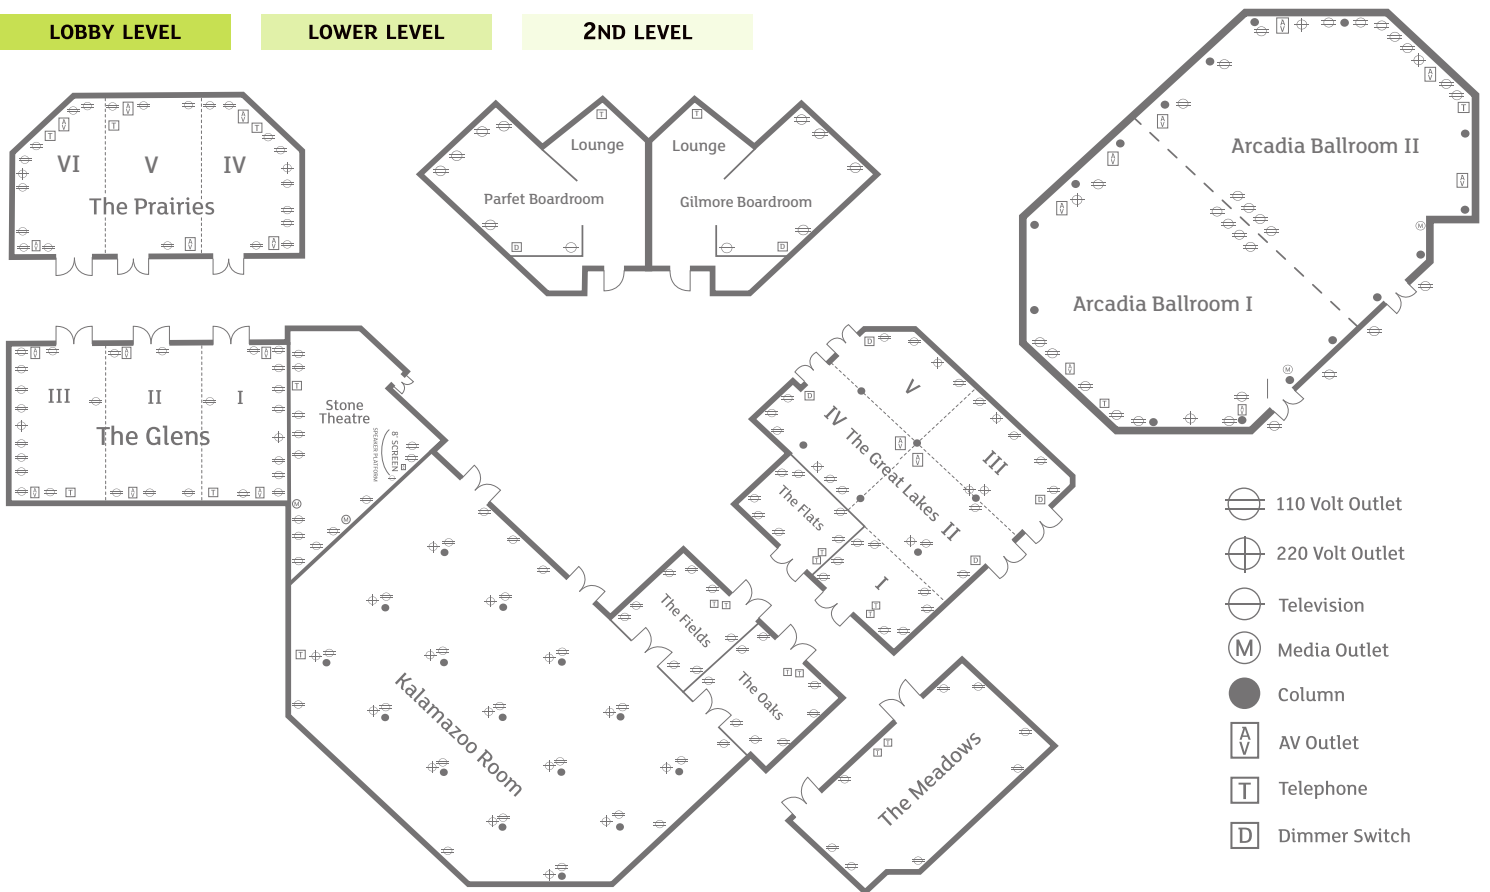 LOBBY LEVEL
LOWER LEVEL
2ND LEVEL
VI
V
IV
The Prairies
Lounge
Lounge
Parfet Boardroom
Gilmore Boardroom
Arcadia Ballroom II
Arcadia Ballroom I
III
II
I
The Glens
Stone
Theatre
8' SCREEN
SPEAKER PLATFORM
V
IV
III
The Great Lakes
II
I
The Flats
The Fields
The Oaks
Kalamazoo Room
The Meadows
110 Volt Outlet
220 Volt Outlet
Television
M Media Outlet
Column
AV AV Outlet
T Telephone
D Dimmer Switch